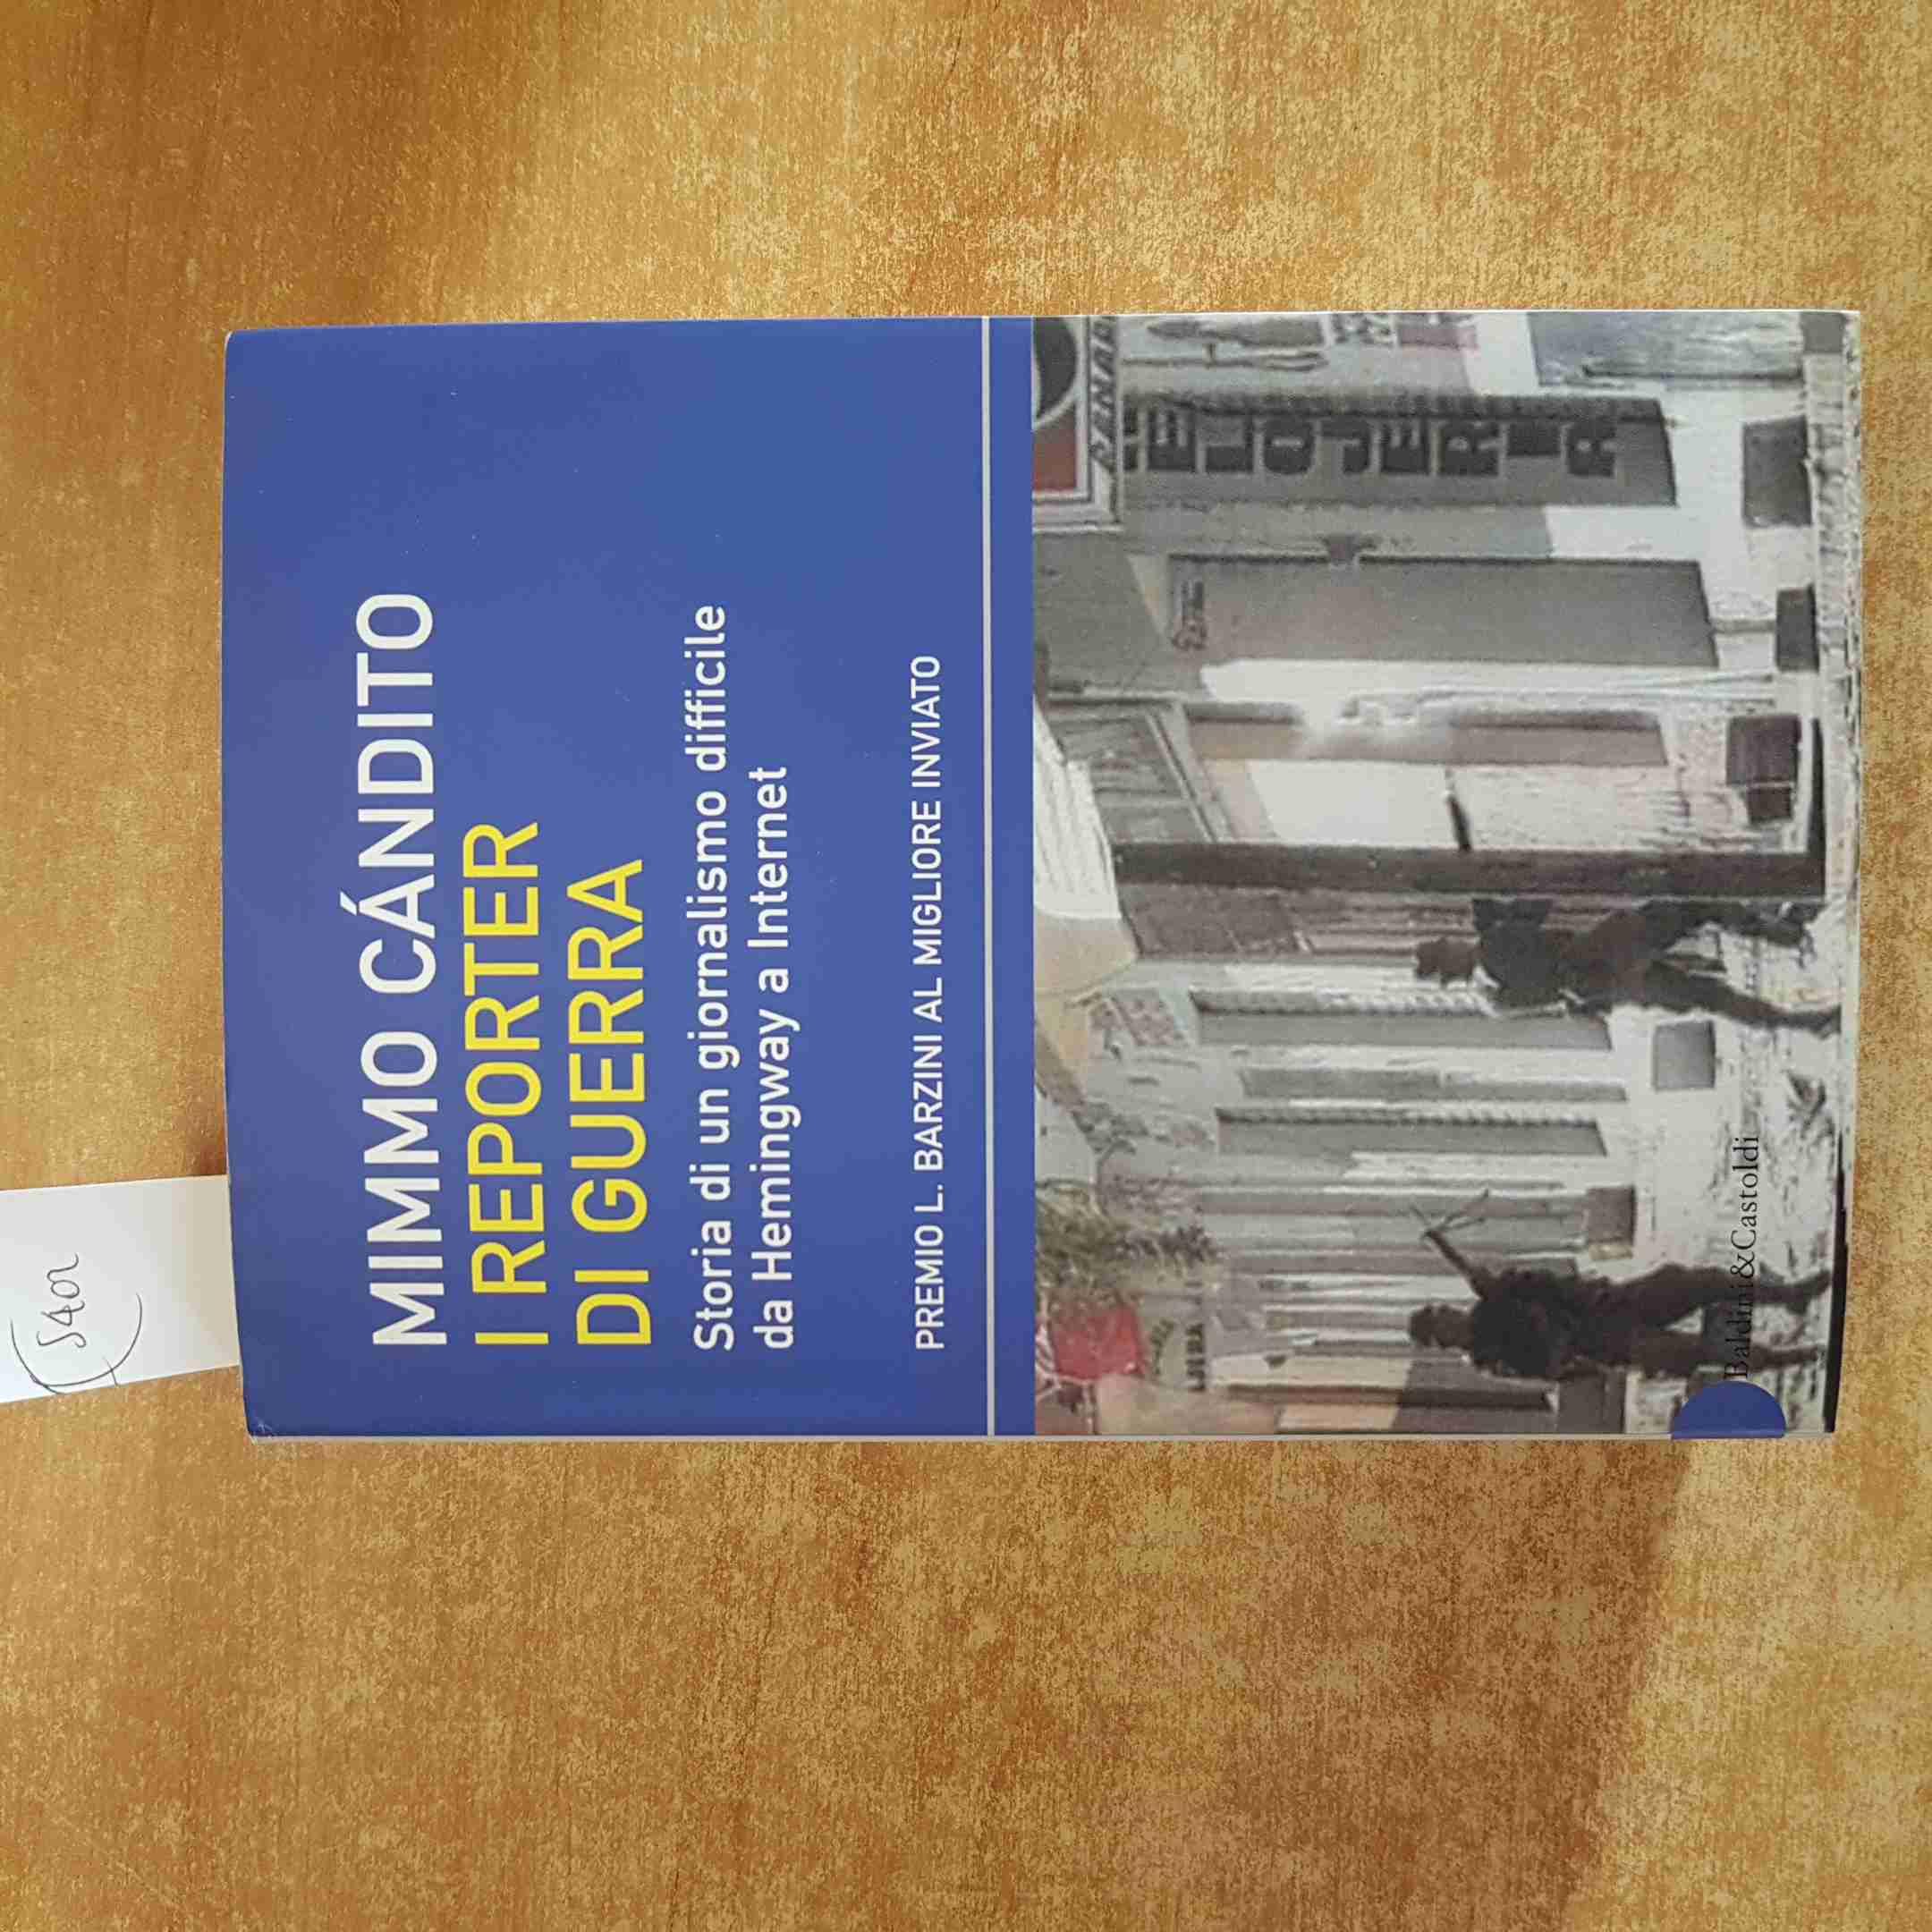 MIMMO CÁNDITO
I REPORTER
DI GUERRA
Storia di un giornalismo difficile
da Hemingway a Internet
PREMIO L. BARZINI AL MIGLIORE INVIATO
RELOJERIA
Baldini&Castoldi